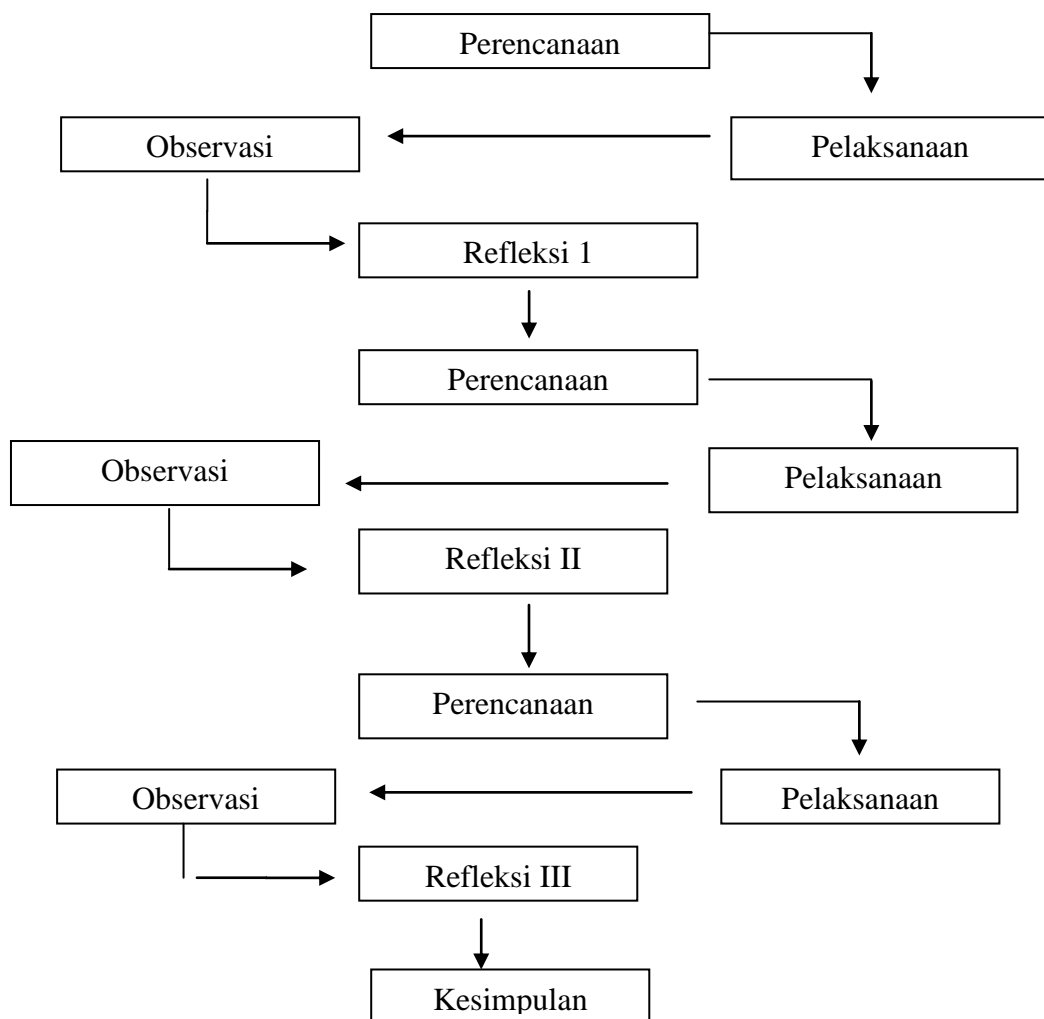 Perencanaan
Observasi
Pelaksanaan
Refleksi 1
Perencanaan
Observasi
Pelaksanaan
Refleksi II
Perencanaan
Observasi
Pelaksanaan
Refleksi III
Kesimpulan